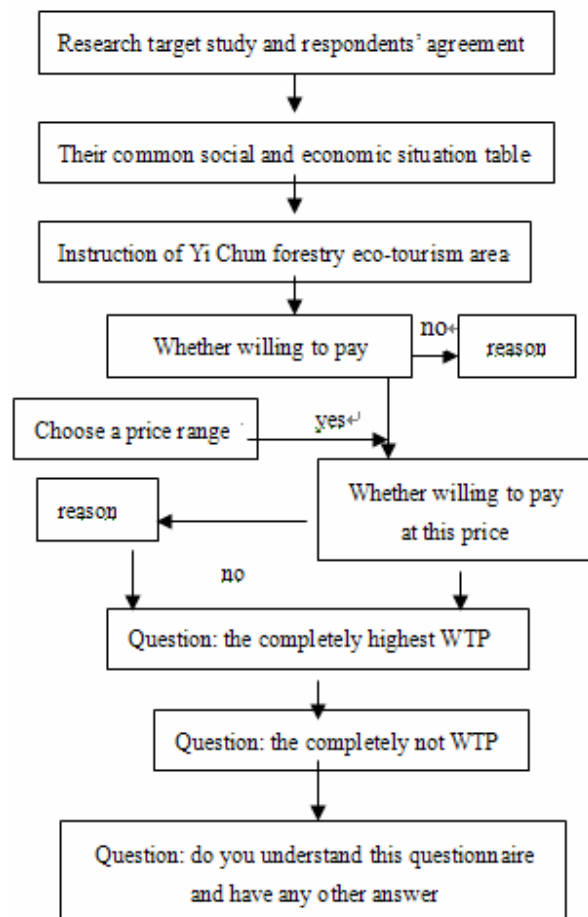 Research target study and respondents’ agreement
Their common social and economic situation table
Instruction of Yi Chun forestry eco-tourism area
Whether willing to pay
no↵
reason
Choose a price range
yes↵
reason
Whether willing to pay
at this price
no
Question: the completely highest WTP
Question: the completely not WTP
Question: do you understand this questionnaire
and have any other answer